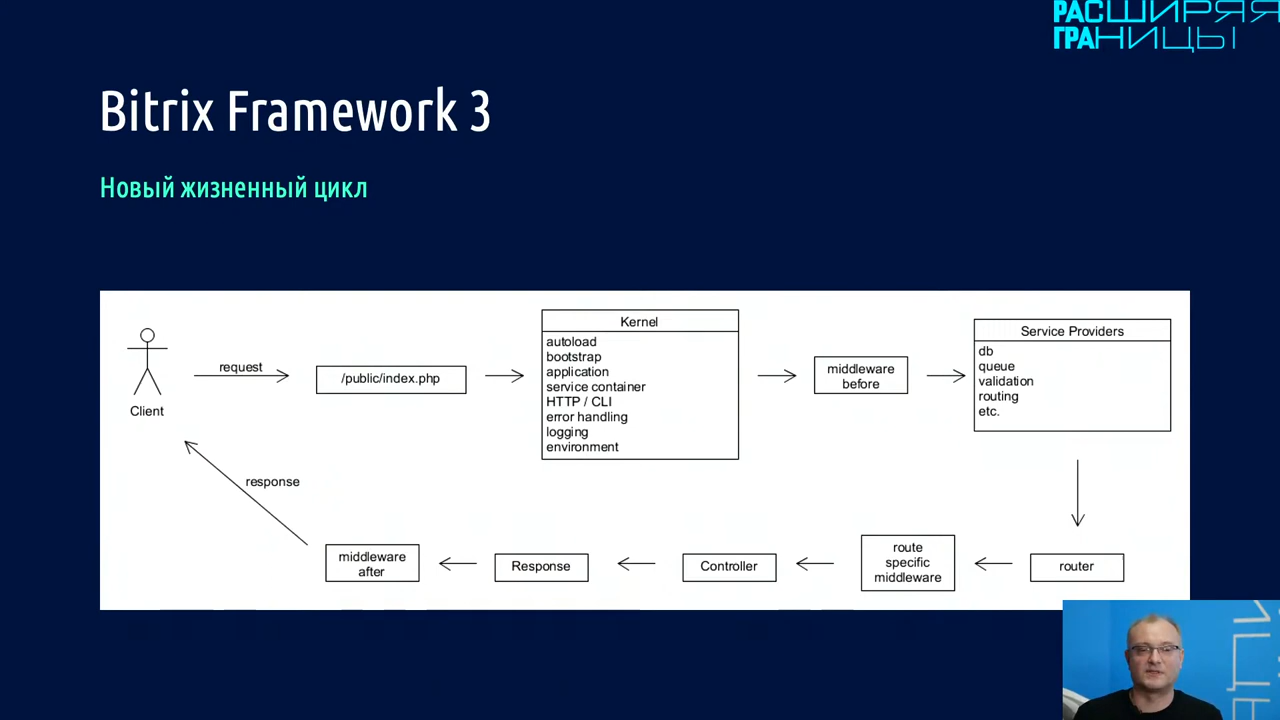 РАСШИРЯЯ
ГРАНИЦЫ
Bitrix Framework 3
Новый жизненный цикл
Client
request
/public/index.php
Kernel
autoload
bootstrap
application
service container
HTTP / CLI
error handling
logging
environment
middleware
before
Service Providers
db
queue
validation
routing
etc.
response
middleware
after
Response
Controller
route
specific
middleware
router